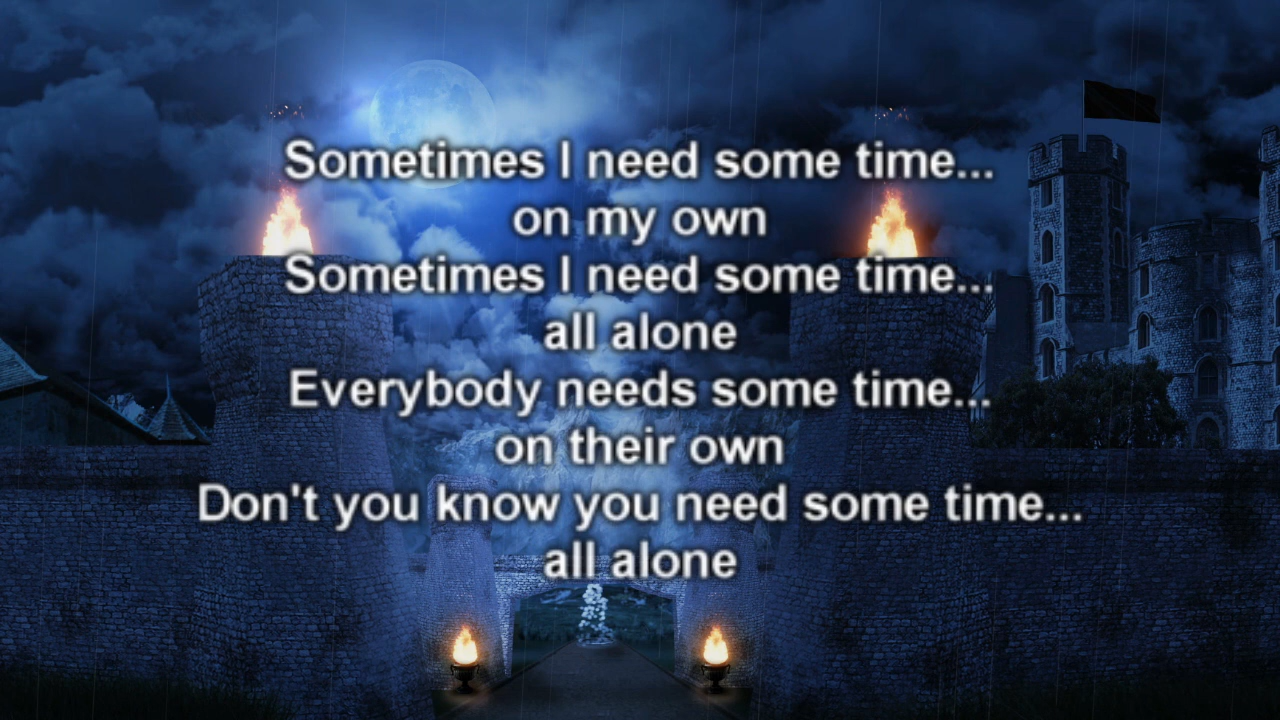 Sometimes I need some time...
on my own
Sometimes I need some time...
all alone
Everybody needs some time...
on their own
Don't you know you need some time...
all alone